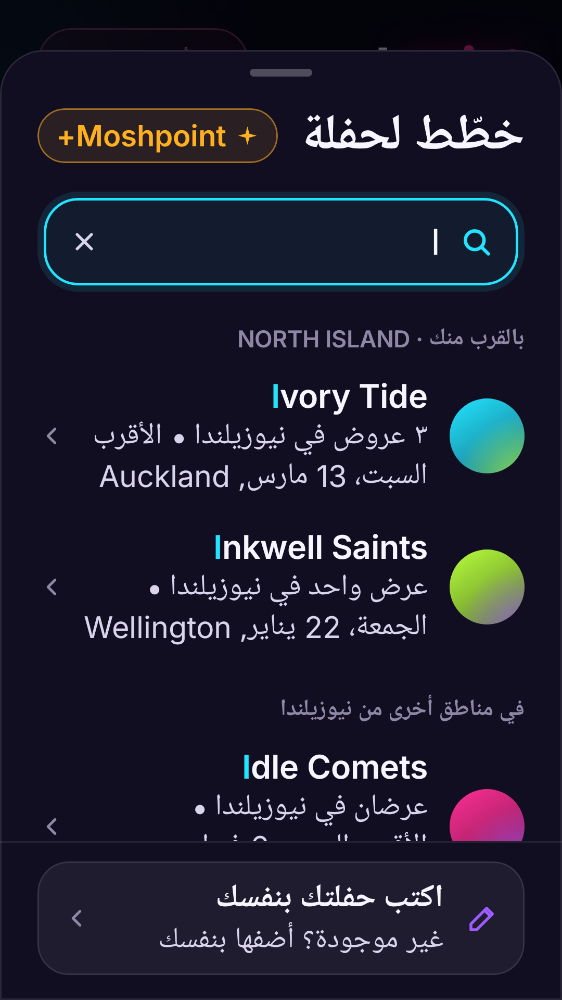 خطّط لحفلة
+Moshpoint
I
بالقرب منك · NORTH ISLAND
Ivory Tide
٣ عروض في نيوزيلندا • الأقرب
السبت، 13 مارس, Auckland
Inkwell Saints
عرض واحد في نيوزيلندا •
الجمعة، 22 يناير, Wellington
في مناطق أخرى من نيوزيلندا
Idle Comets
عرضان في نيوزيلندا •
اكتب حفلتك بنفسك
غير موجودة؟ أضفها بنفسك